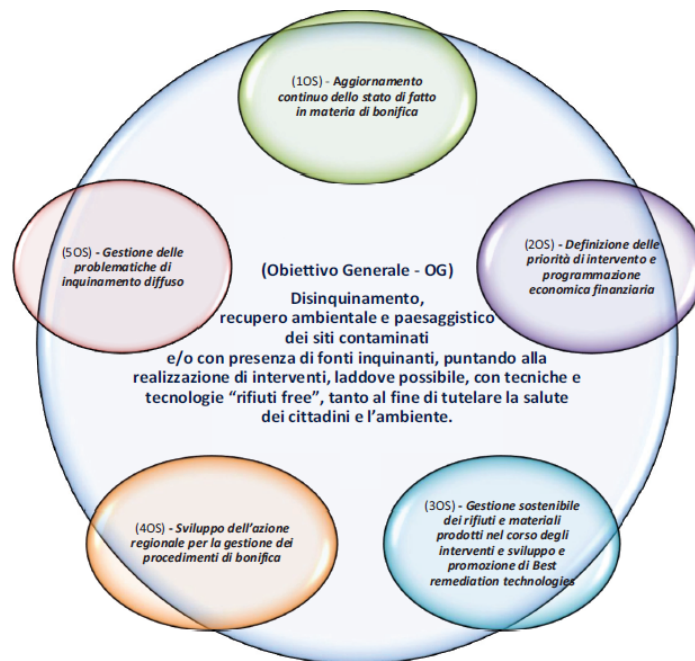 (1OS) - Aggiornamento
continuo dello stato di fatto
in materia di bonifica
(5OS) - Gestione delle
problematiche di
inquinamento diffuso
(2OS) - Definizione delle
priorità di intervento e
programmazione
economica finanziaria
(Obiettivo Generale - OG)
Disinquinamento,
recupero ambientale e paesaggistico
dei siti contaminati
e/o con presenza di fonti inquinanti, puntando alla
realizzazione di interventi, laddove possibile, con tecniche e
tecnologie “rifiuti free”, tanto al fine di tutelare la salute
dei cittadini e l’ambiente.
(4OS) - Sviluppo dell’azione
regionale per la gestione dei
procedimenti di bonifica
(3OS) - Gestione sostenibile
dei rifiuti e materiali
prodotti nel corso degli
interventi e sviluppo e
promozione di Best
remediation technologies